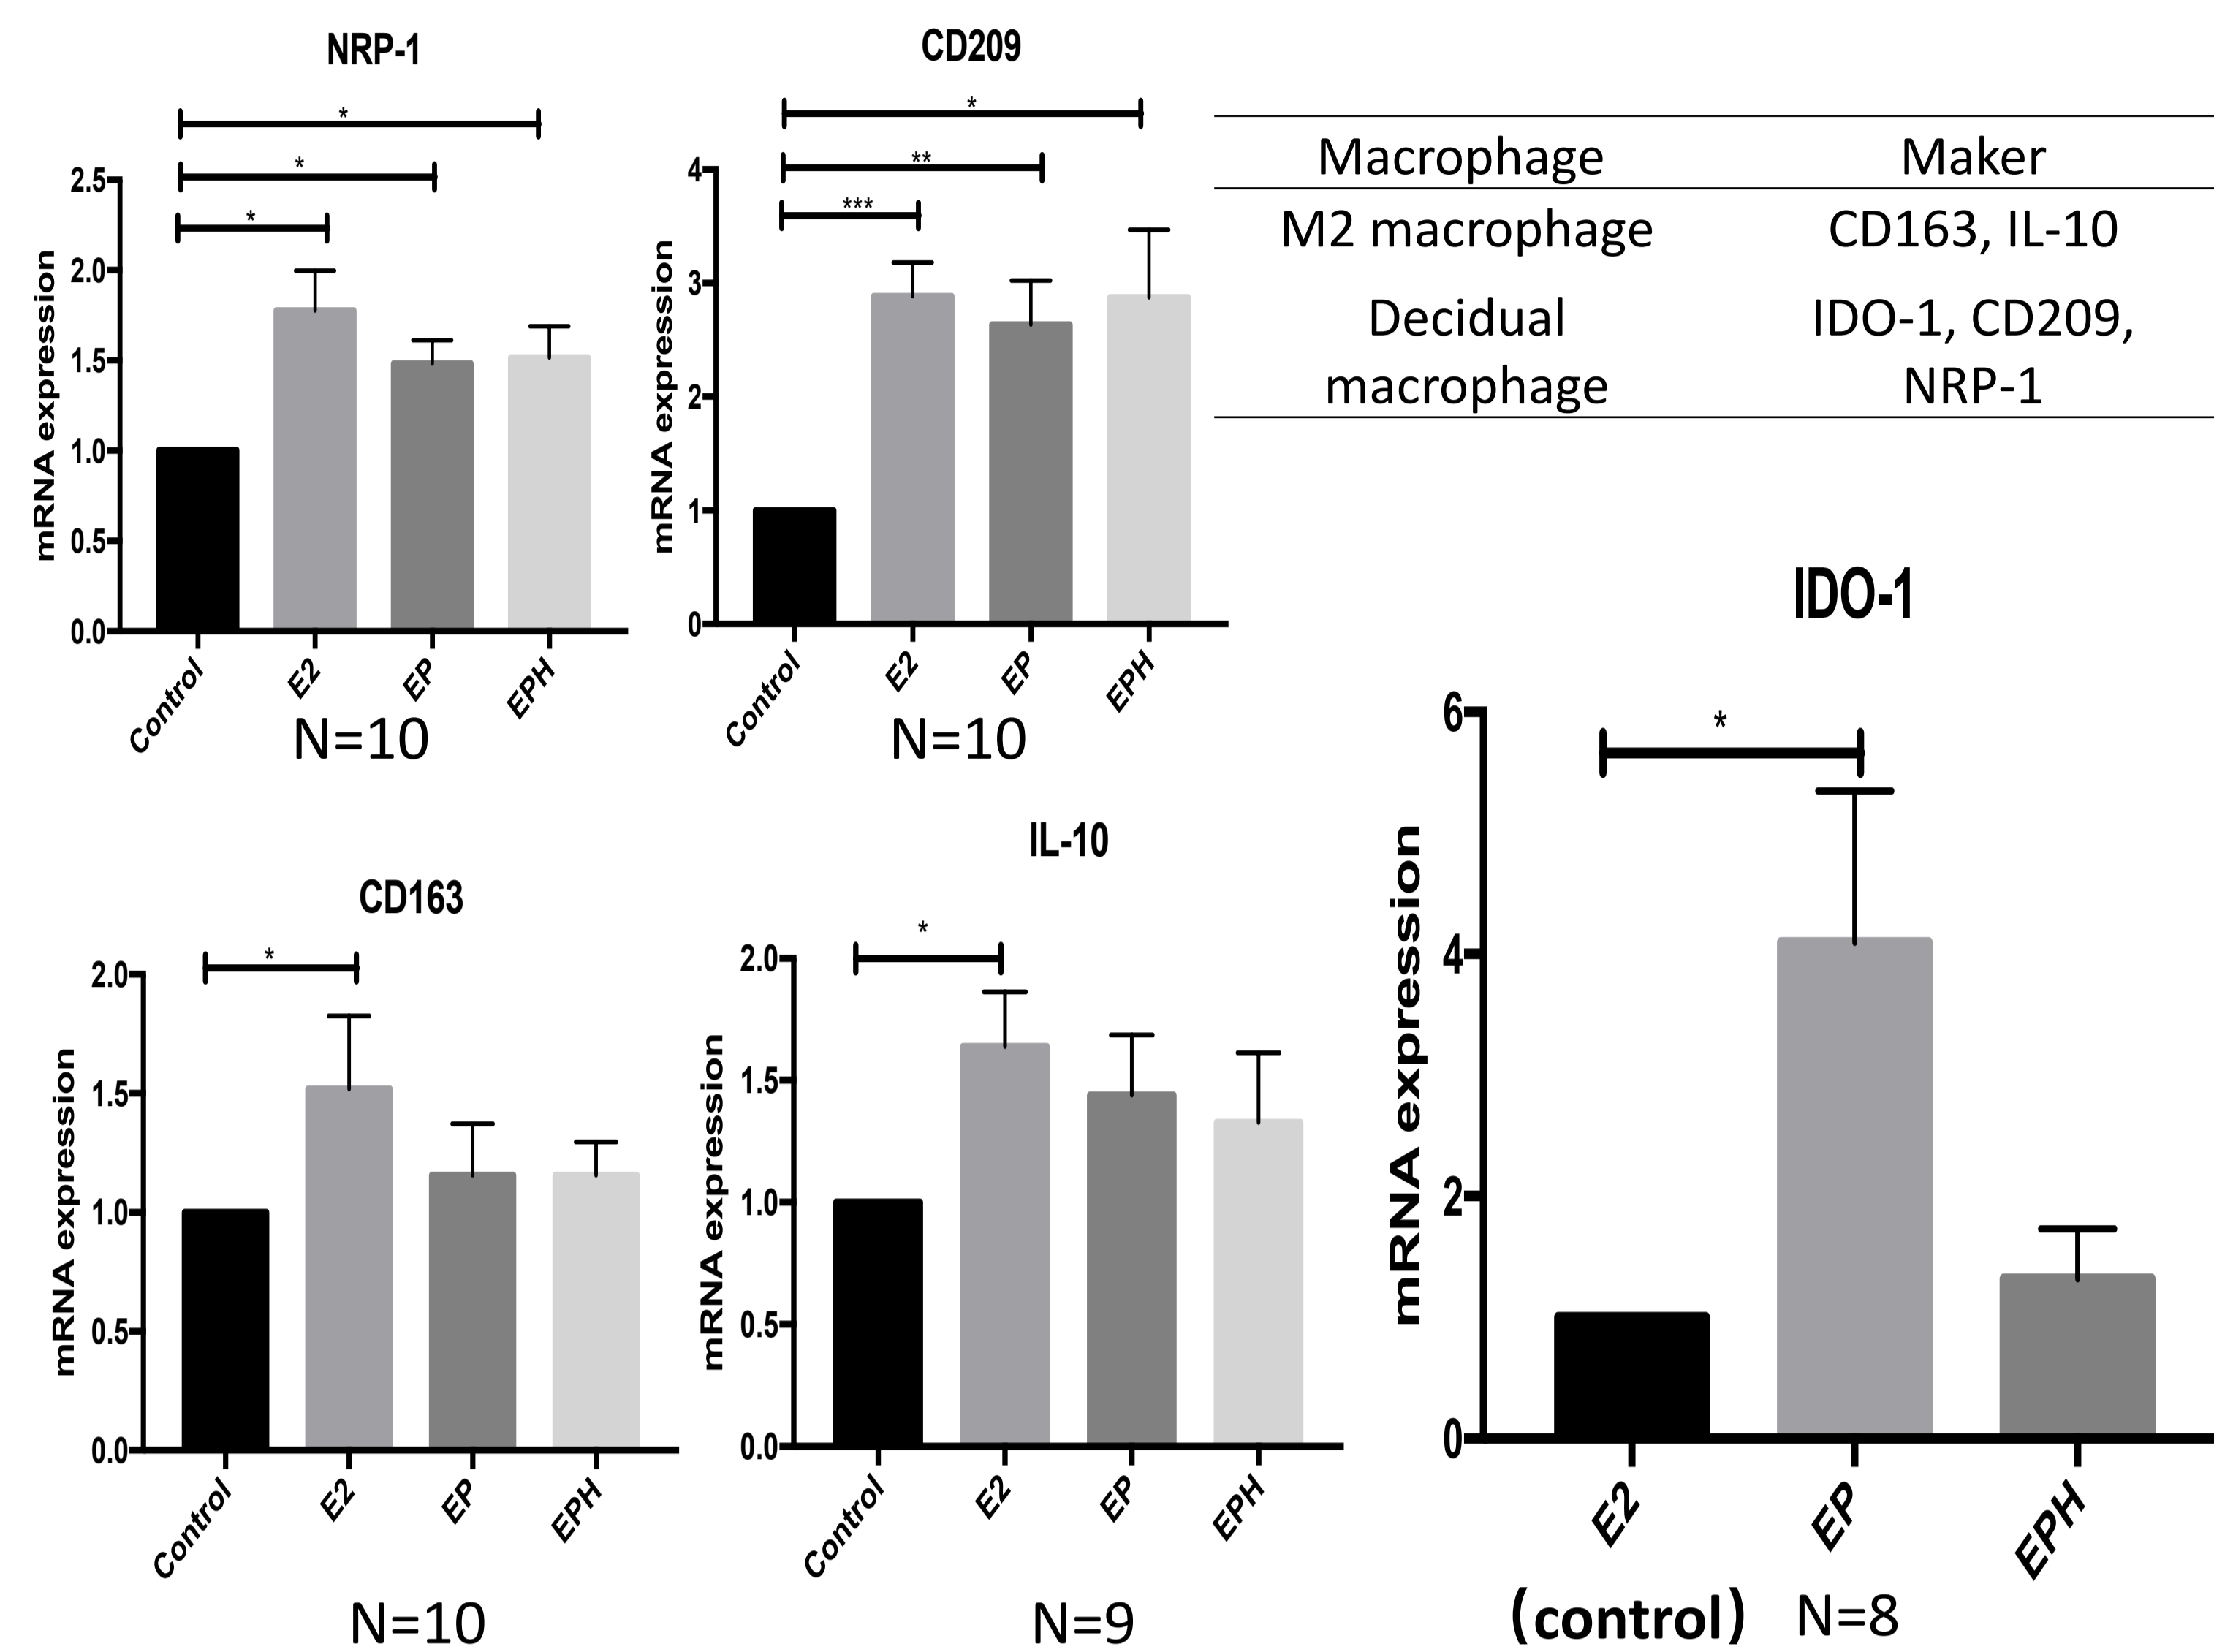 NRP-1
*
*
*
mRNA expression
2.5
2.0
1.5
1.0
0.5
0.0
Control
E2
EP
EPH
N=10
CD209
*
**
***
mRNA expression
4
3
2
1
0
Control
E2
EP
EPH
N=10
Macrophage Maker
M2 macrophage CD163, IL-10
Decidual IDO-1, CD209,
macrophage NRP-1
CD163
*
mRNA expression
2.0
1.5
1.0
0.5
0.0
Control
E2
EP
EPH
N=10
IL-10
*
mRNA expression
2.0
1.5
1.0
0.5
0.0
Control
E2
EP
EPH
N=9
IDO-1
*
mRNA expression
6
4
2
0
E2
EP
EPH
(control) N=8